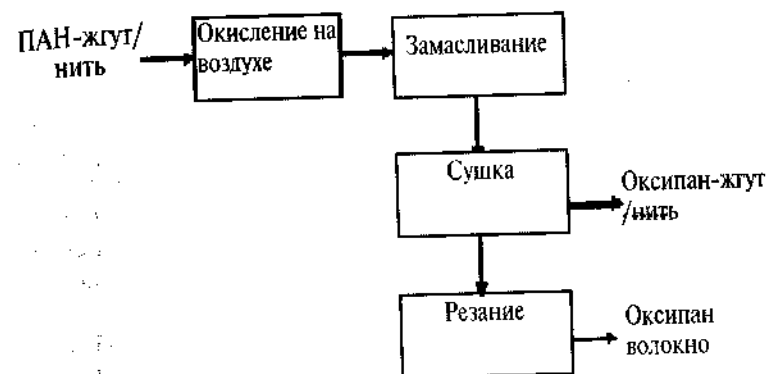 ПАН-жгут/
нить
Окисление на
воздухе
Замасливание
Сушка
Оксипан-жгут
/нить
Резание
Оксипан
волокно